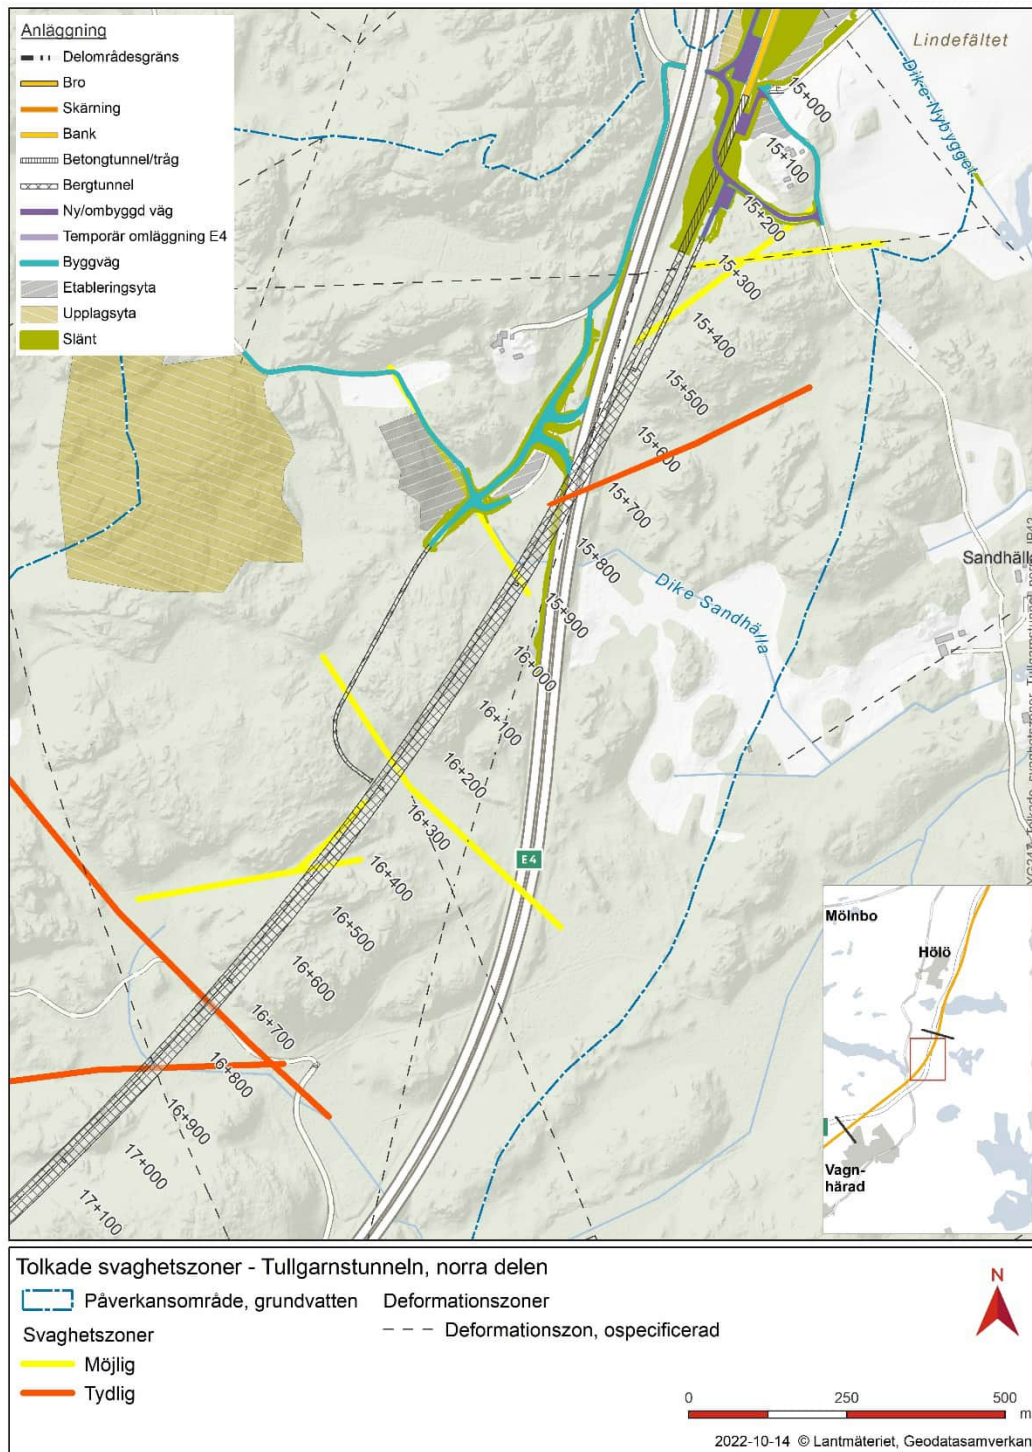 Anläggning
Delområdesgräns
Bro
Skärning
Bank
Betongtunnel/tråg
Bergtunnel
Ny/ombyggd väg
Temporär omläggning E4
Byggväg
Etableringsyta
Upplagsyta
Slänt
Lindefältet
Dike Nybygget
15+000
15+100
15+200
15+300
15+400
15+500
15+600
15+700
15+800
15+900
16+000
16+100
16+200
16+300
16+400
16+500
16+600
16+700
16+800
16+900
17+000
17+100
Dike Sandhälla
Sandhälla
E4
Mölnbo
Hölö
Vagn-
härad
Tolkade svaghetszoner - Tullgarnstunneln, norra delen
Påverkansområde, grundvatten
Deformationszoner
Deformationszon, ospecificerad
Svaghetszoner
Möjlig
Tydlig
N
0 250 500
m
2022-10-14 © Lantmäteriet, Geodatasamverkan